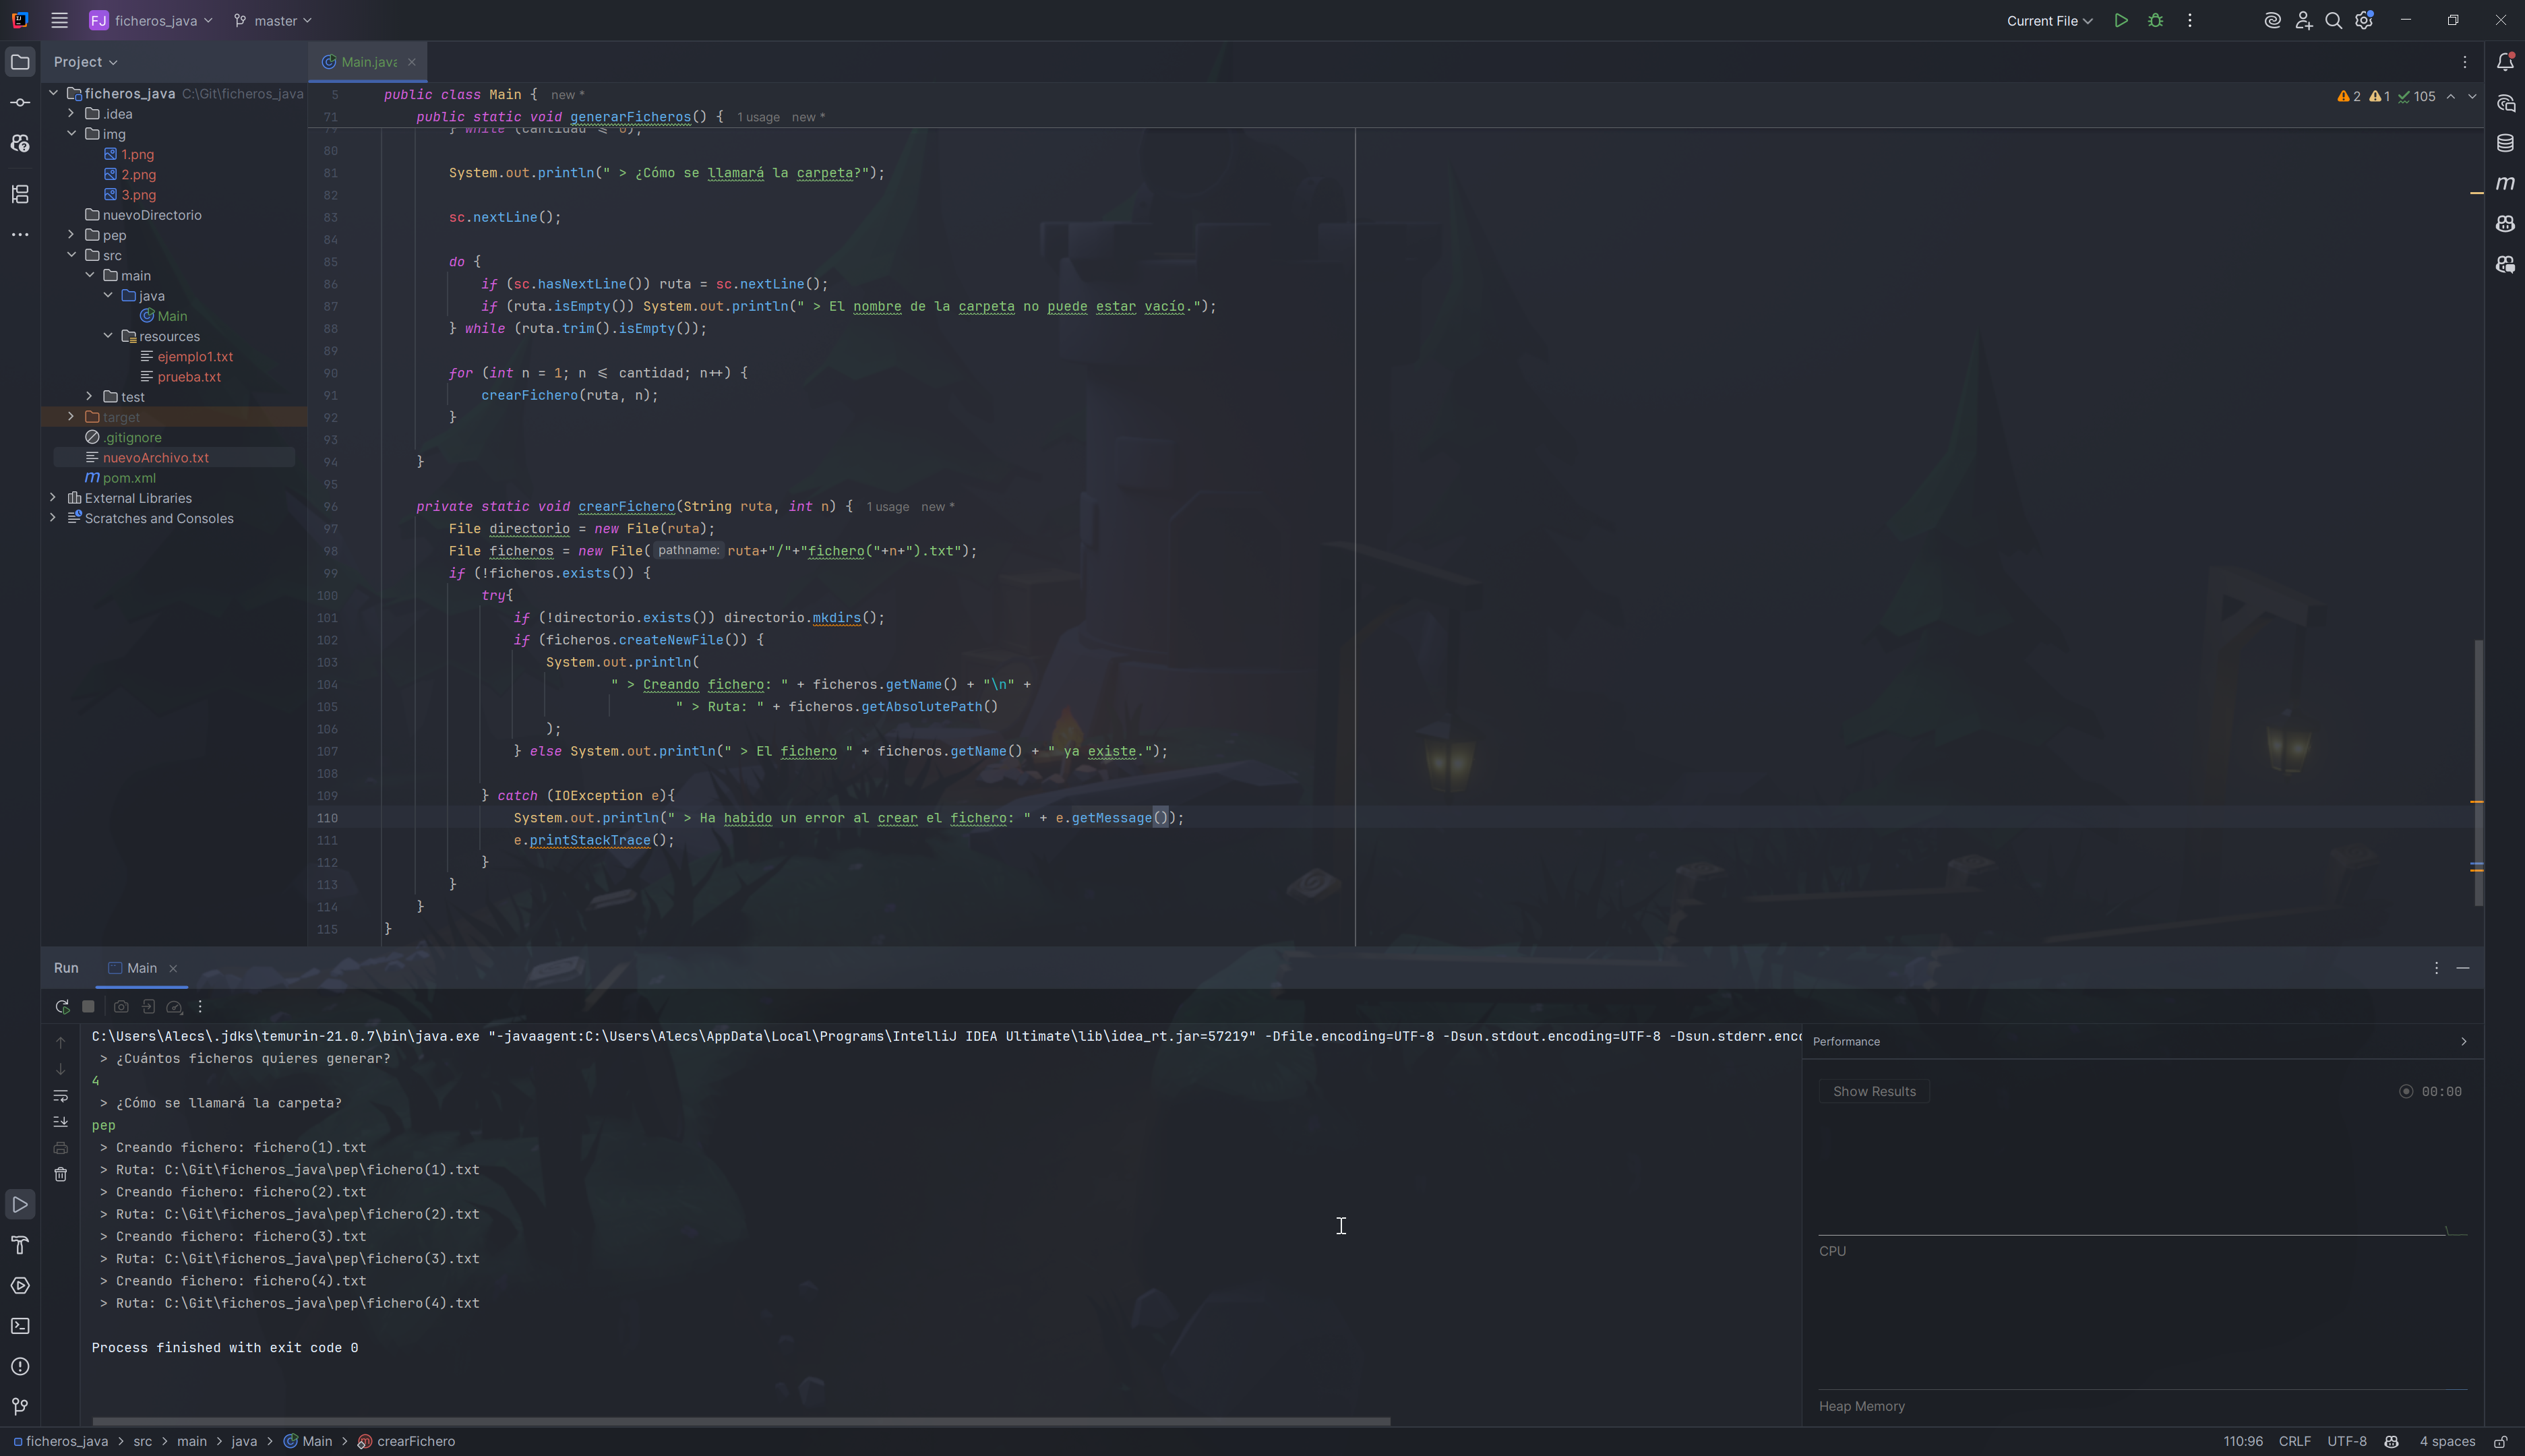 FJ ficheros_java master Current File
Project
Main.java
ficheros_java C:\Git\ficheros_java
.idea
img
1.png
2.png
3.png
nuevoDirectorio
pep
src
main
java
Main
resources
ejemplo1.txt
prueba.txt
test
target
.gitignore
nuevoArchivo.txt
m pom.xml
External Libraries
Scratches and Consoles
5 public class Main { new *
71 public static void generarFicheros() { 1 usage new *
2 1 105
79 } while (cantidad <= 0);
80
81 System.out.println(" > ¿Cómo se llamará la carpeta?");
82
83 sc.nextLine();
84
85 do {
86 if (sc.hasNextLine()) ruta = sc.nextLine();
87 if (ruta.isEmpty()) System.out.println(" > El nombre de la carpeta no puede estar vacío.");
88 } while (ruta.trim().isEmpty());
89
90 for (int n = 1; n <= cantidad; n++) {
91 crearFichero(ruta, n);
92 }
93
94 }
95
96 private static void crearFichero(String ruta, int n) { 1 usage new *
97 File directorio = new File(ruta);
98 File ficheros = new File( pathname: ruta+"/"+"fichero("+n+").txt");
99 if (!ficheros.exists()) {
100 try{
101 if (!directorio.exists()) directorio.mkdirs();
102 if (ficheros.createNewFile()) {
103 System.out.println(
104 " > Creando fichero: " + ficheros.getName() + "\n" +
105 " > Ruta: " + ficheros.getAbsolutePath()
106 );
107 } else System.out.println(" > El fichero " + ficheros.getName() + " ya existe.");
108
109 } catch (IOException e){
110 System.out.println(" > Ha habido un error al crear el fichero: " + e.getMessage());
111 e.printStackTrace();
112 }
113 }
114 }
115 }
m
Run Main
C:\Users\Alecs\.jdks\temurin-21.0.7\bin\java.exe "-javaagent:C:\Users\Alecs\AppData\Local\Programs\IntelliJ IDEA Ultimate\lib\idea_rt.jar=57219" -Dfile.encoding=UTF-8 -Dsun.stdout.encoding=UTF-8 -Dsun.stderr.enc
> ¿Cuántos ficheros quieres generar?
4
> ¿Cómo se llamará la carpeta?
pep
> Creando fichero: fichero(1).txt
> Ruta: C:\Git\ficheros_java\pep\fichero(1).txt
> Creando fichero: fichero(2).txt
> Ruta: C:\Git\ficheros_java\pep\fichero(2).txt
> Creando fichero: fichero(3).txt
> Ruta: C:\Git\ficheros_java\pep\fichero(3).txt
> Creando fichero: fichero(4).txt
> Ruta: C:\Git\ficheros_java\pep\fichero(4).txt
Process finished with exit code 0
Performance
Show Results 00:00
CPU
Heap Memory
ficheros_java > src > main > java > Main > crearFichero
110:96 CRLF UTF-8 4 spaces